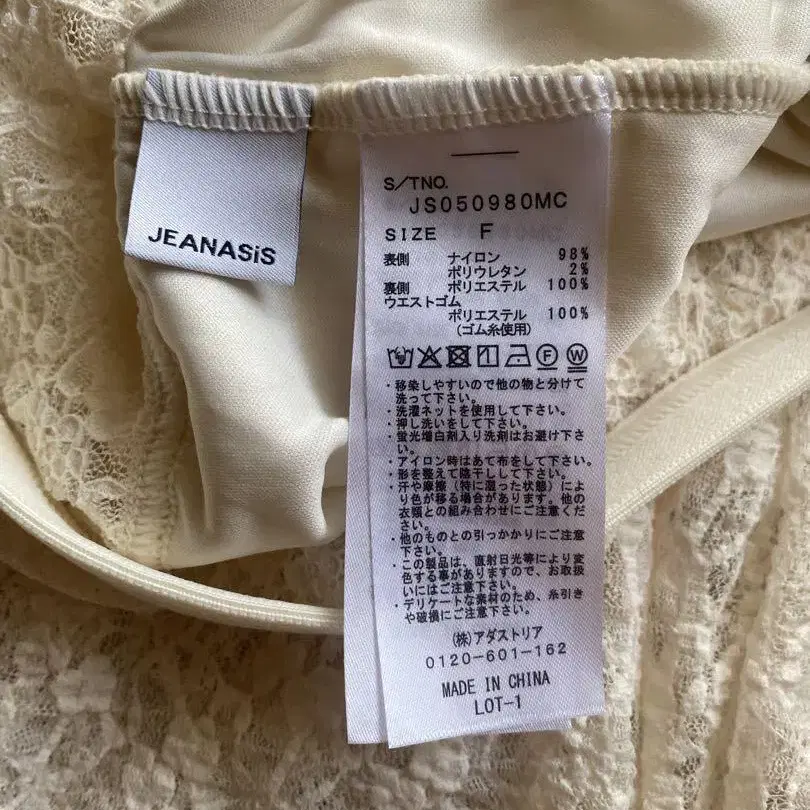 JEANASiS
S/TNO.
JS050980MC
SIZE F
表側 ナイロン 98%
ポリウレタン 2%
裏側 ポリエステル 100%
ウエストゴム
ポリエステル 100%
(ゴム糸使用)
・移染しやすいので他の物と分けて
洗って下さい。
・洗濯ネットを使用して下さい。
・押し洗いをして下さい。
・蛍光増白剤入り洗剤はお避け下さ
い。
・アイロン時はあて布をして下さい。
・形を整えて陰干しして下さい。
・汗や摩擦(特に湿った状態)によ
り色が移る場合があります。他の
衣類との組み合わせにご注意くだ
さい。
・他のものとの引っかかりにご注意
下さい。
・この製品は、直射日光等により変
色する事がありますので、お取扱
いにはご注意下さい。
・デリケートな素材のため、糸引き
や破損にご注意下さい。
(株)アダストリア
0120-601-162
MADE IN CHINA
LOT-1